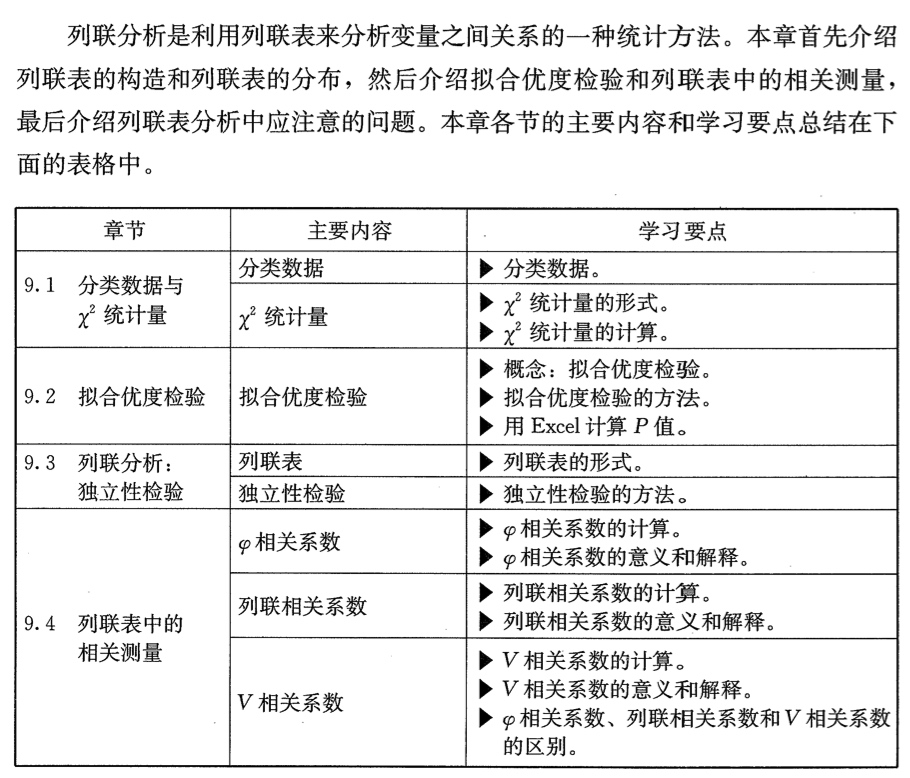 列联分析是利用列联表来分析变量之间关系的一种统计方法。本章首先介绍
列联表的构造和列联表的分布，然后介绍拟合优度检验和列联表中的相关测量，
最后介绍列联表分析中应注意的问题。本章各节的主要内容和学习要点总结在下
面的表格中。
章节 主要内容 学习要点
9.1 分类数据与
χ² 统计量
分类数据
▶ 分类数据。
χ² 统计量
▶ χ² 统计量的形式。
▶ χ² 统计量的计算。
9.2 拟合优度检验
拟合优度检验
▶ 概念：拟合优度检验。
▶ 拟合优度检验的方法。
▶ 用 Excel 计算 P 值。
9.3 列联分析：
独立性检验
列联表
▶ 列联表的形式。
独立性检验
▶ 独立性检验的方法。
9.4 列联表中的
相关测量
φ 相关系数
▶ φ 相关系数的计算。
▶ φ 相关系数的意义和解释。
列联相关系数
▶ 列联相关系数的计算。
▶ 列联相关系数的意义和解释。
V 相关系数
▶ V 相关系数的计算。
▶ V 相关系数的意义和解释。
▶ φ 相关系数、列联相关系数和 V 相关系数
的区别。